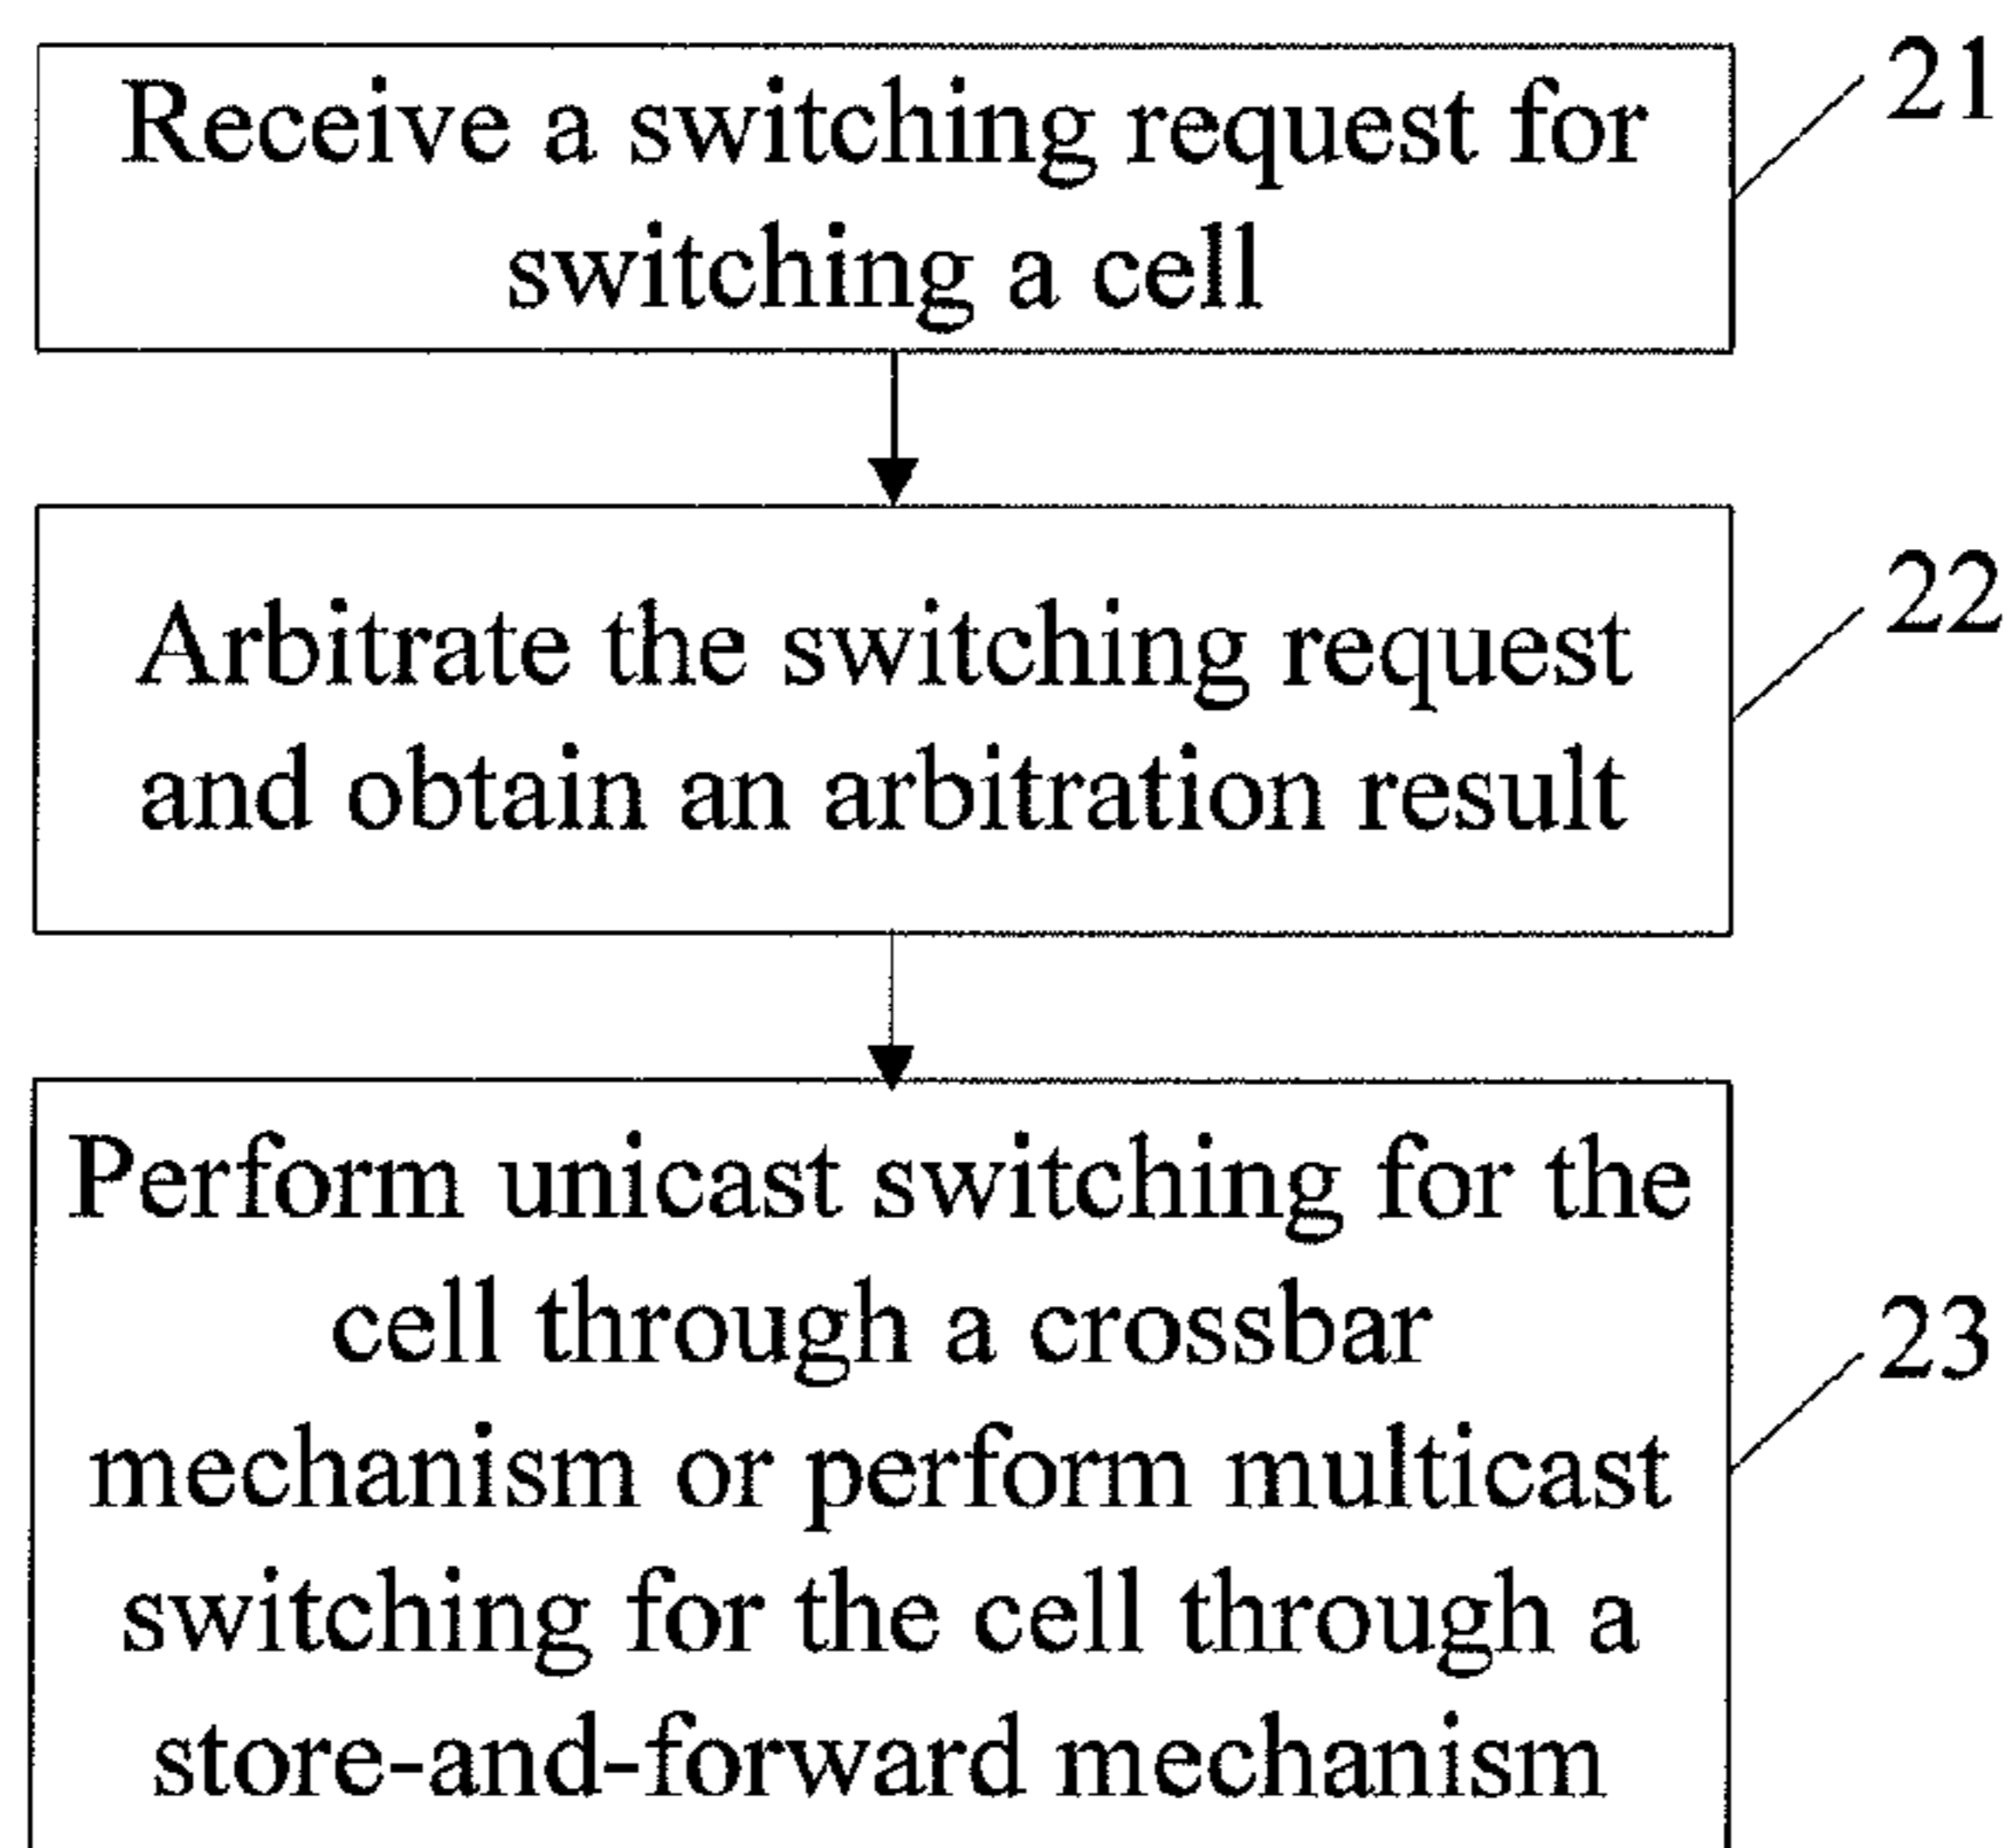 Receive a switching request for
switching a cell
21
Arbitrate the switching request
and obtain an arbitration result
22
Perform unicast switching for the
cell through a crossbar
mechanism or perform multicast
switching for the cell through a
store-and-forward mechanism
23